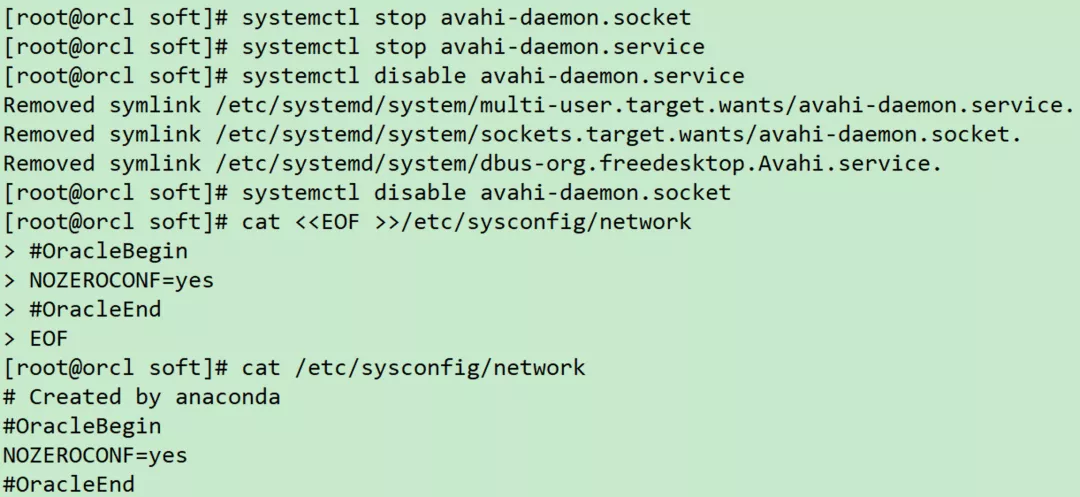 [root@orcl soft]# systemctl stop avahi-daemon.socket
[root@orcl soft]# systemctl stop avahi-daemon.service
[root@orcl soft]# systemctl disable avahi-daemon.service
Removed symlink /etc/systemd/system/multi-user.target.wants/avahi-daemon.service.
Removed symlink /etc/systemd/system/sockets.target.wants/avahi-daemon.socket.
Removed symlink /etc/systemd/system/dbus-org.freedesktop.Avahi.service.
[root@orcl soft]# systemctl disable avahi-daemon.socket
[root@orcl soft]# cat <<EOF >>/etc/sysconfig/network
> #OracleBegin
> NOZEROCONF=yes
> #OracleEnd
> EOF
[root@orcl soft]# cat /etc/sysconfig/network
# Created by anaconda
#OracleBegin
NOZEROCONF=yes
#OracleEnd